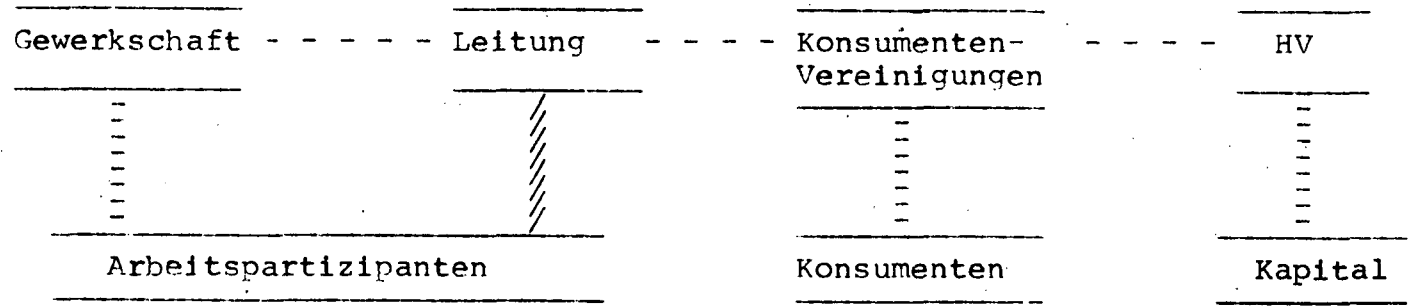 Gewerkschaft - - - - - Leitung - - - - Konsumenten- - - - - HV
Vereinigungen
Arbeitspartizipanten Konsumenten Kapital